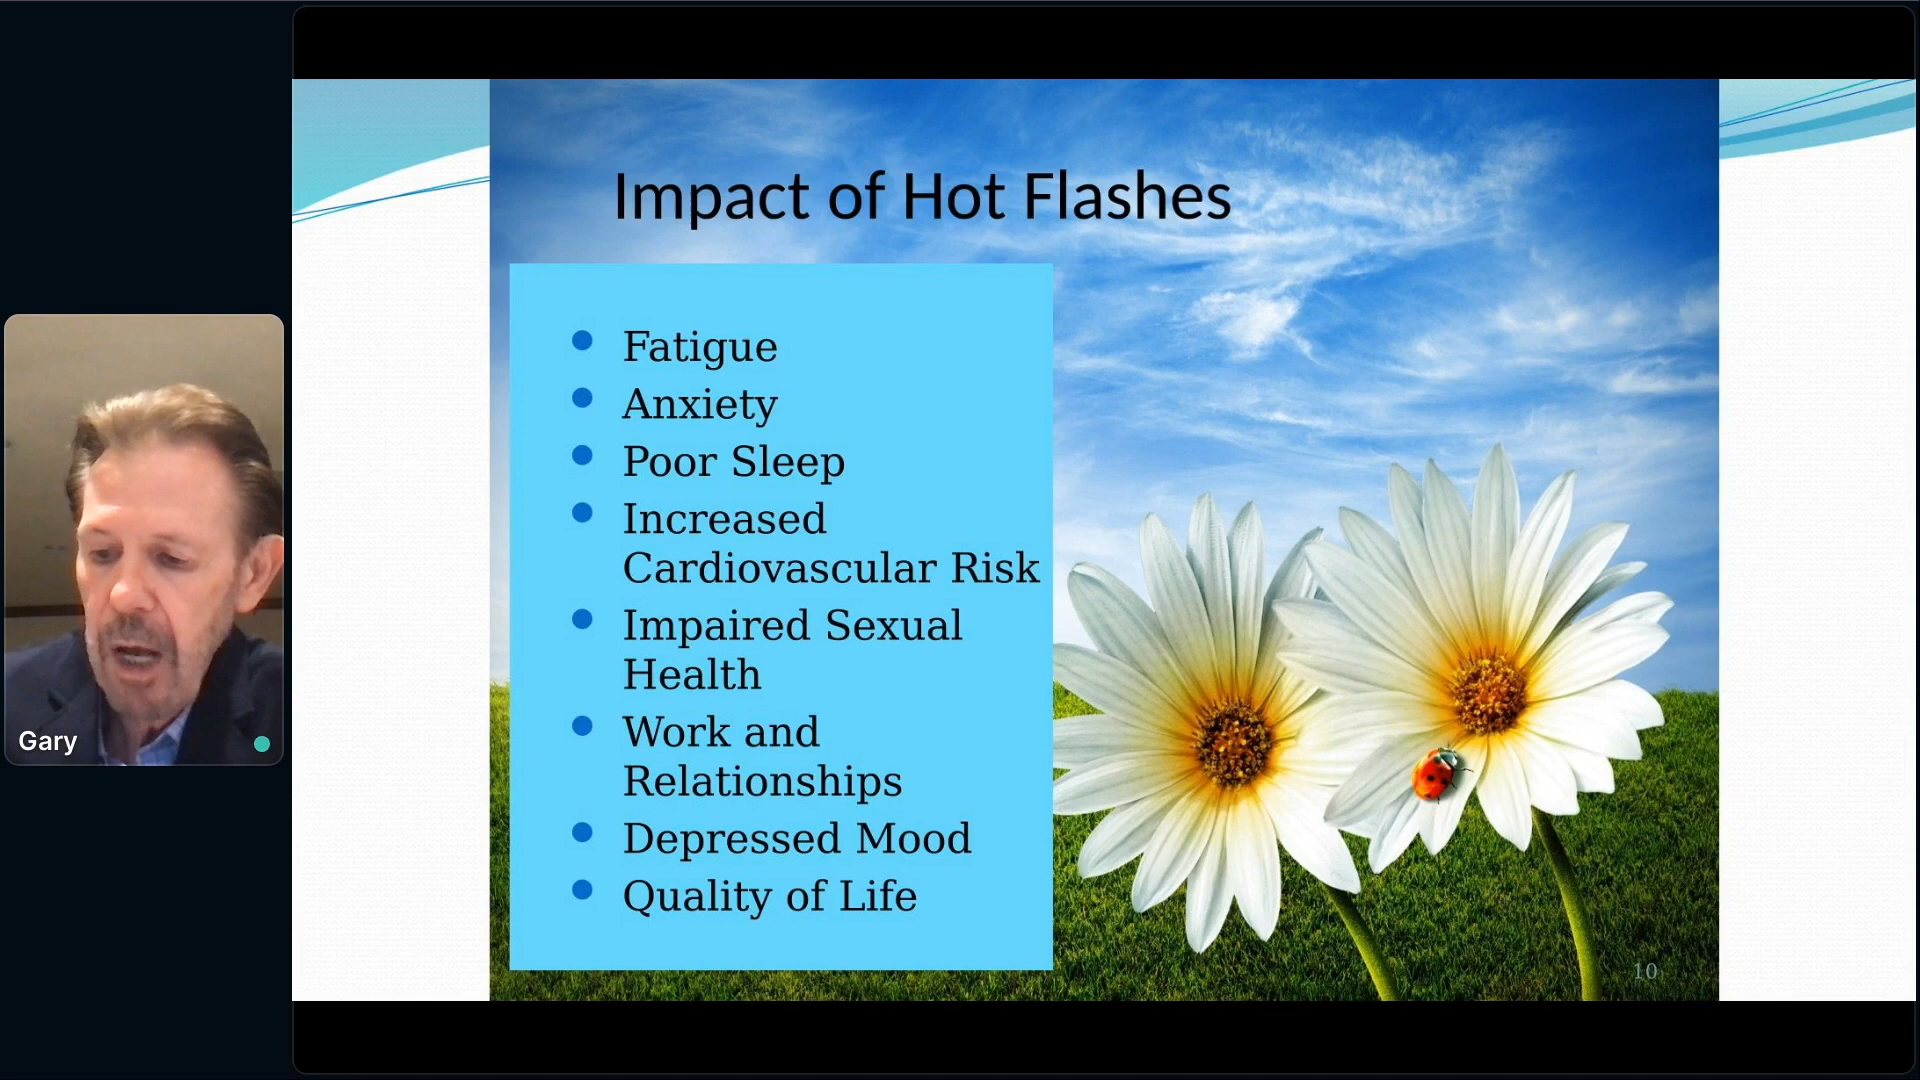 Impact of Hot Flashes
Fatigue
Anxiety
Poor Sleep
Increased
Cardiovascular Risk
Impaired Sexual
Health
Work and
Relationships
Depressed Mood
Quality of Life
10
Gary